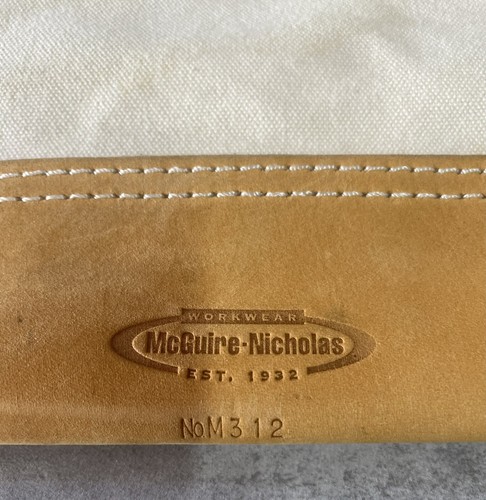 WORKWEAR
McGuire-Nicholas
EST. 1932
NoM312